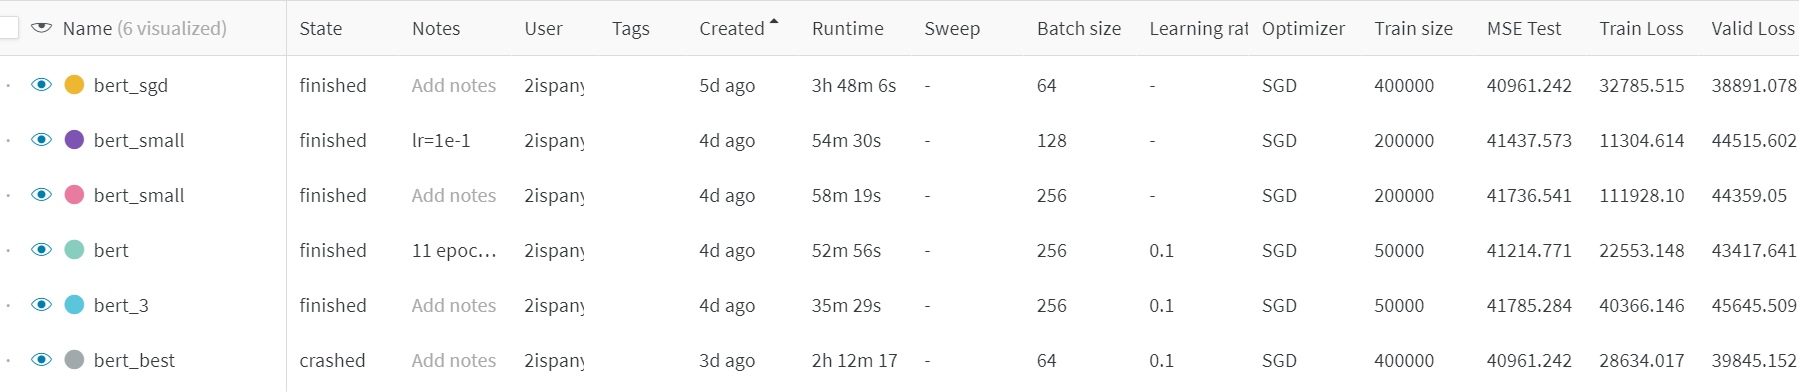 Name (6 visualized) State Notes User Tags Created Runtime Sweep Batch size Learning rat Optimizer Train size MSE Test Train Loss Valid Loss
bert_sgd finished Add notes 2ispany 5d ago 3h 48m 6s - 64 - SGD 400000 40961.242 32785.515 38891.078
bert_small finished lr=1e-1 2ispany 4d ago 54m 30s - 128 - SGD 200000 41437.573 11304.614 44515.602
bert_small finished Add notes 2ispany 4d ago 58m 19s - 256 - SGD 200000 41736.541 111928.10 44359.05
bert finished 11 epoc... 2ispany 4d ago 52m 56s - 256 0.1 SGD 50000 41214.771 22553.148 43417.641
bert_3 finished Add notes 2ispany 4d ago 35m 29s - 256 0.1 SGD 50000 41785.284 40366.146 45645.509
bert_best crashed Add notes 2ispany 3d ago 2h 12m 17 - 64 0.1 SGD 400000 40961.242 28634.017 39845.152